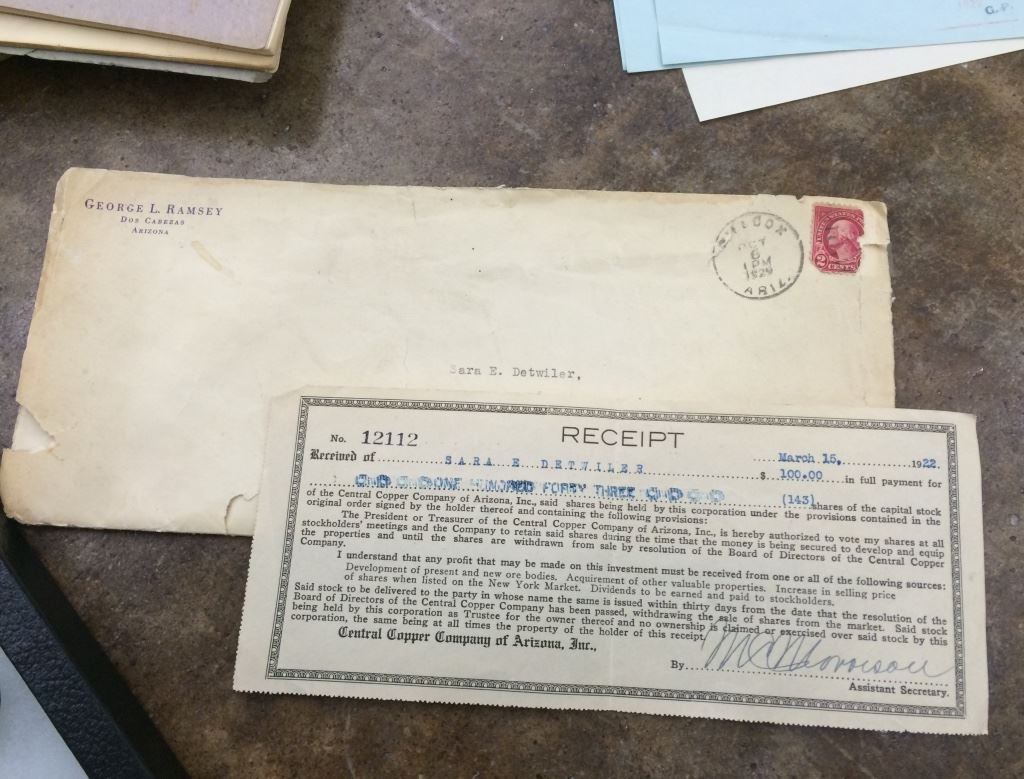 G.P.
GEORGE L. RAMSEY
DOS CABEZAS
ARIZONA
OCT
6
1 PM
1929
ARIZ.
2 CENTS
Sara E. Detwiler,
RECEIPT
No. 12112
March 15, 1922.
Received of SARA E. DETWILER $ 100.00 in full payment for
ONE HUNDRED FORTY THREE (143) shares of the capital stock
of the Central Copper Company of Arizona, Inc., said shares being held by this corporation under the provisions contained in the
original order signed by the holder thereof and containing the following provisions:
The President or Treasurer of the Central Copper Company of Arizona, Inc., is hereby authorized to vote my shares at all
stockholders' meetings and the Company to retain said shares during the time that the money is being secured to develop and equip
the properties and until the shares are withdrawn from sale by resolution of the Board of Directors of the Central Copper
Company.
I understand that any profit that may be made on this investment must be received from one or all of the following sources:
Development of present and new ore bodies. Acquirement of other valuable properties. Increase in selling price
of shares when listed on the New York Market. Dividends to be earned and paid to stockholders.
Said stock to be delivered to the party in whose name the same is issued within thirty days from the date that the resolution of the
Board of Directors of the Central Copper Company has been passed, withdrawing the sale of shares from the market. Said stock
being held by this corporation as Trustee for the owner thereof and no ownership is claimed or exercised over said stock by this
corporation, the same being at all times the property of the holder of this receipt.
Central Copper Company of Arizona, Inc.,
By
Assistant Secretary.